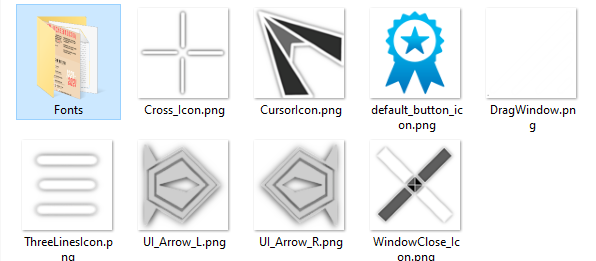 Fonts
Cross_Icon.png
CursorIcon.png
default_button_ic
on.png
DragWindow.pn
g
ThreeLinesIcon.p
ng
UI_Arrow_L.png
UI_Arrow_R.png
WindowClose_Ic
on.png